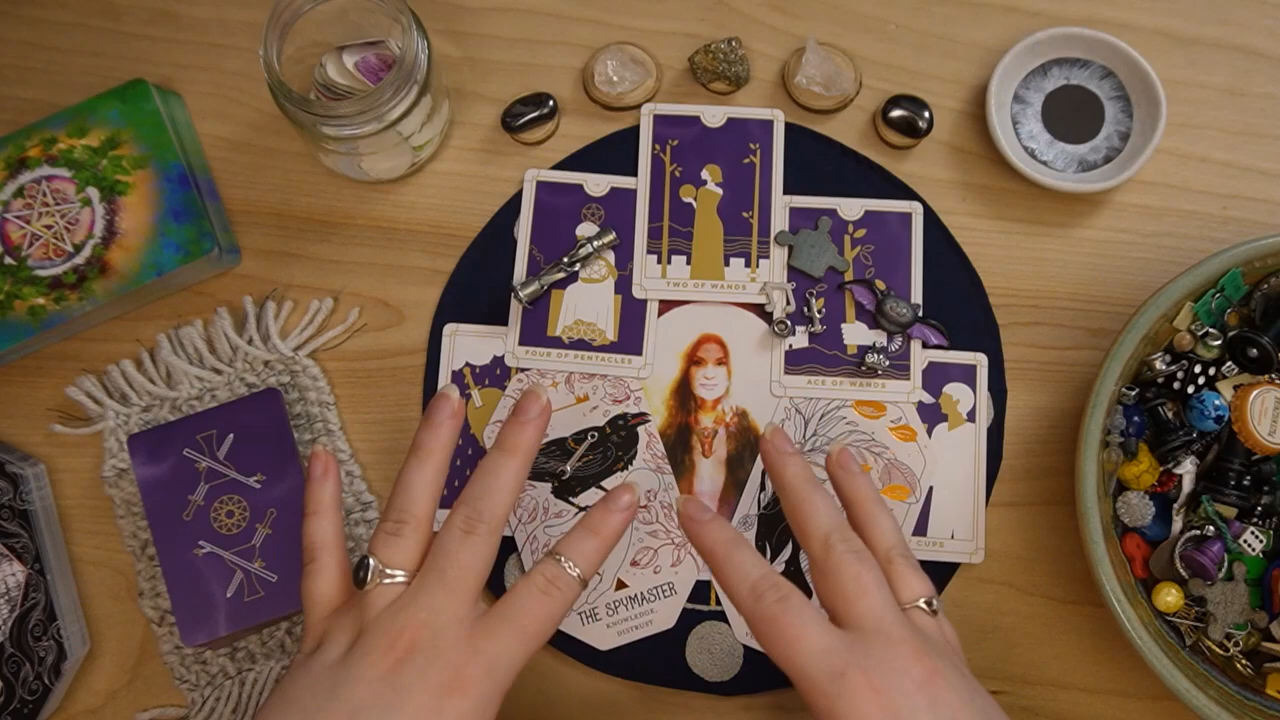 TWO OF WANDS
FOUR OF PENTACLES
ACE OF WANDS
CUPS
THE SPYMASTER
KNOWLEDGE,
DISTRUST